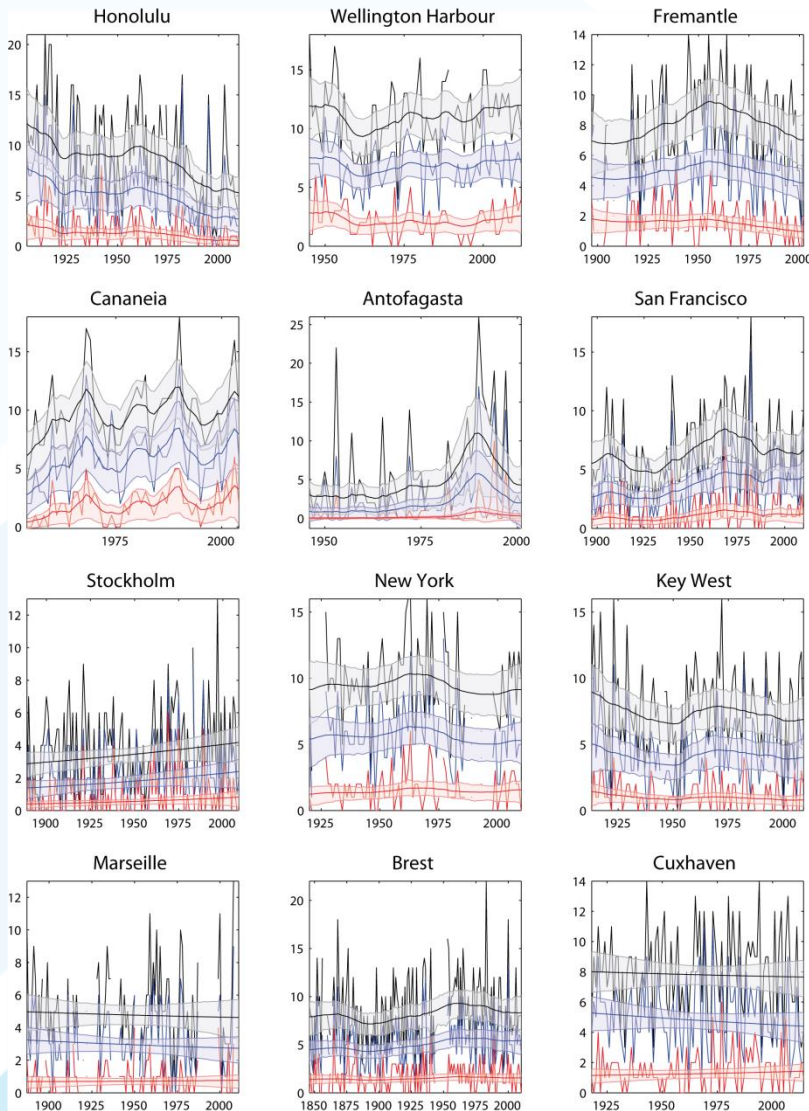 Honolulu
20
15
10
5
0
1925 1950 1975 2000
Wellington Harbour
15
10
5
0
1950 1975 2000
Fremantle
14
12
10
8
6
4
2
0
1900 1925 1950 1975 2000
Cananeia
15
10
5
0
1975 2000
Antofagasta
25
20
15
10
5
0
1950 1975 2000
San Francisco
15
10
5
0
1900 1925 1950 1975 2000
Stockholm
12
10
8
6
4
2
0
1900 1925 1950 1975 2000
New York
15
10
5
0
1925 1950 1975 2000
Key West
15
10
5
0
1925 1950 1975 2000
Marseille
12
10
8
6
4
2
0
1900 1925 1950 1975 2000
Brest
20
15
10
5
0
1850 1875 1900 1925 1950 1975 2000
Cuxhaven
14
12
10
8
6
4
2
0
1925 1950 1975 2000